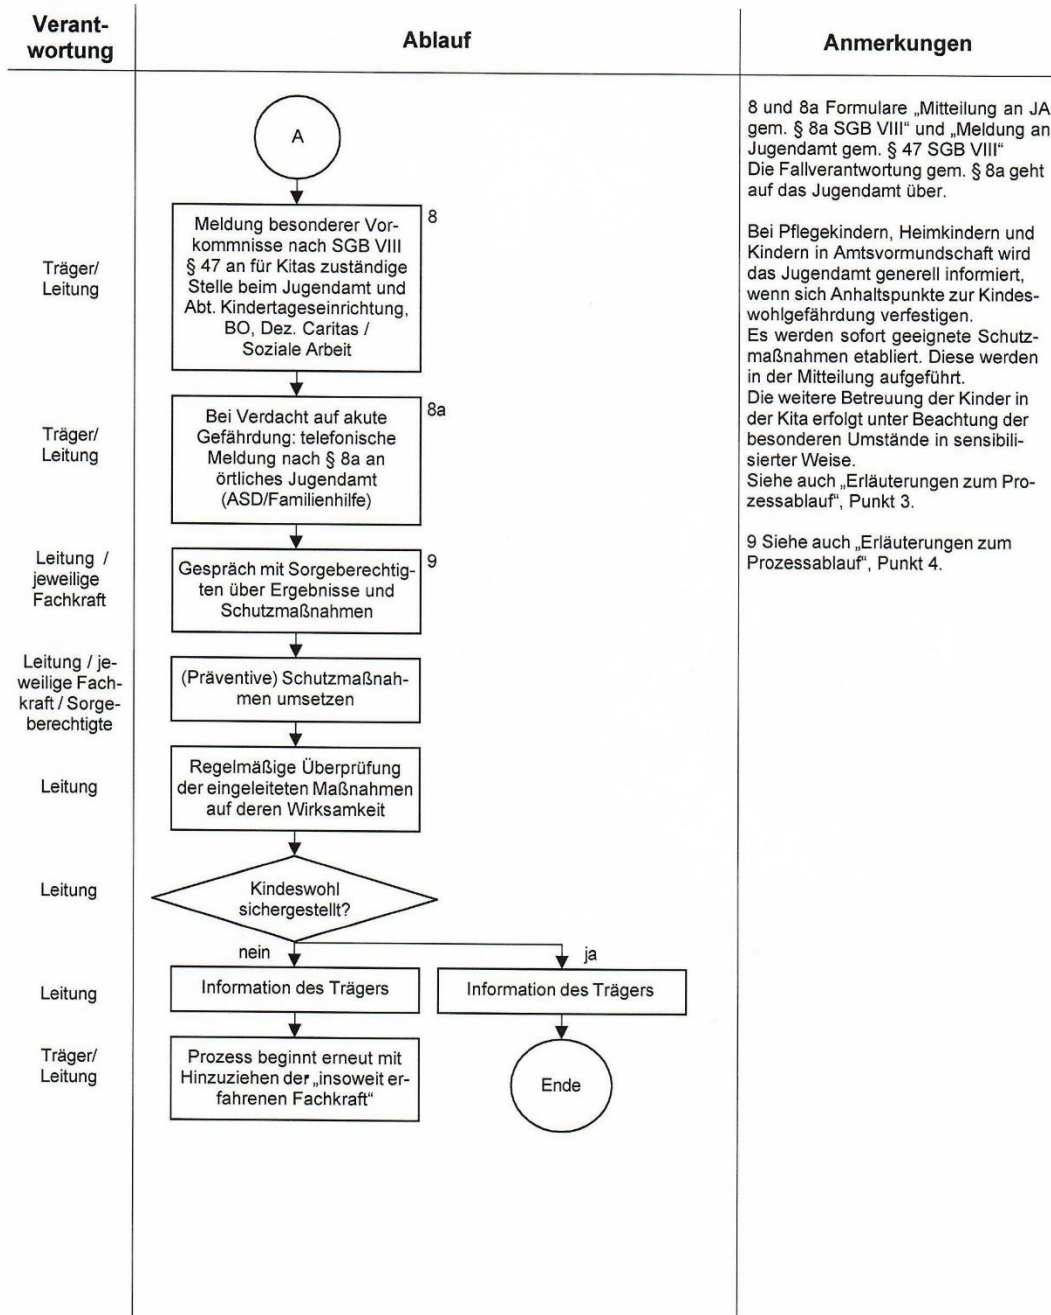 Verant-
wortung
Ablauf
Anmerkungen
A
Träger/
Leitung
Meldung besonderer Vor-
kommnisse nach SGB VIII
§ 47 an für Kitas zuständige
Stelle beim Jugendamt und
Abt. Kindertageseinrichtung,
BO, Dez. Caritas /
Soziale Arbeit
8
Träger/
Leitung
Bei Verdacht auf akute
Gefährdung: telefonische
Meldung nach § 8a an
örtliches Jugendamt
(ASD/Familienhilfe)
8a
Leitung /
jeweilige
Fachkraft
Gespräch mit Sorgeberechtig-
ten über Ergebnisse und
Schutzmaßnahmen
9
Leitung / je-
weilige Fach-
kraft / Sorge-
berechtigte
(Präventive) Schutzmaßnah-
men umsetzen
Leitung
Regelmäßige Überprüfung
der eingeleiteten Maßnahmen
auf deren Wirksamkeit
Leitung
Kindeswohl
sichergestellt?
nein
ja
Leitung
Information des Trägers
Information des Trägers
Träger/
Leitung
Prozess beginnt erneut mit
Hinzuziehen der „insoweit er-
fahrenen Fachkraft“
Ende
8 und 8a Formulare „Mitteilung an JA
gem. § 8a SGB VIII“ und „Meldung an
Jugendamt gem. § 47 SGB VIII“
Die Fallverantwortung gem. § 8a geht
auf das Jugendamt über.
Bei Pflegekindern, Heimkindern und
Kindern in Amtsvormundschaft wird
das Jugendamt generell informiert,
wenn sich Anhaltspunkte zur Kindes-
wohlgefährdung verfestigen.
Es werden sofort geeignete Schutz-
maßnahmen etabliert. Diese werden
in der Mitteilung aufgeführt.
Die weitere Betreuung der Kinder in
der Kita erfolgt unter Beachtung der
besonderen Umstände in sensibili-
sierter Weise.
Siehe auch „Erläuterungen zum Pro-
zessablauf“, Punkt 3.
9 Siehe auch „Erläuterungen zum
Prozessablauf“, Punkt 4.